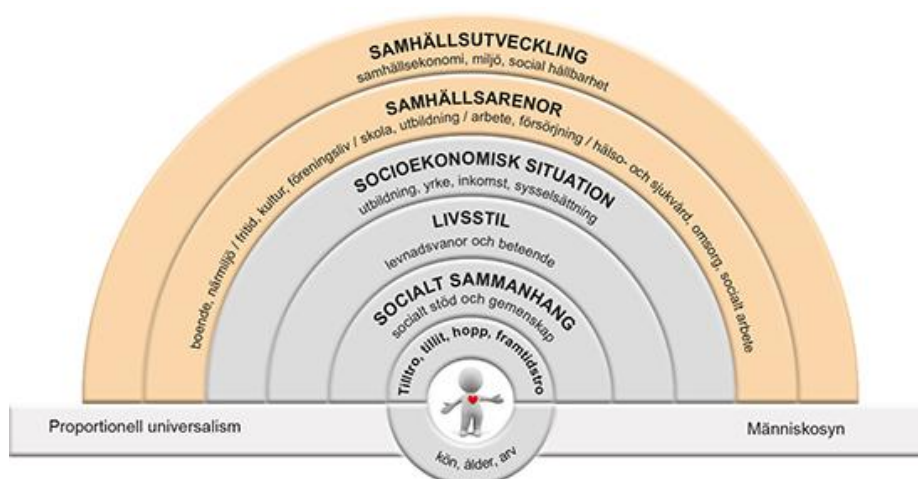 SAMHÄLLSUTVECKLING
samhällsekonomi, miljö, social hållbarhet
SAMHÄLLSARENOR
boende, närmiljö / fritid, kultur, föreningsliv / skola, utbildning / arbete, försörjning / hälso- och sjukvård, omsorg, socialt arbete
SOCIOEKONOMISK SITUATION
utbildning, yrke, inkomst, sysselsättning
LIVSSTIL
levnadsvanor och beteende
SOCIALT SAMMANHANG
socialt stöd och gemenskap
Tilltro, tillit, hopp, framtidstro
Proportionell universalism
Människosyn
kön, ålder, arv